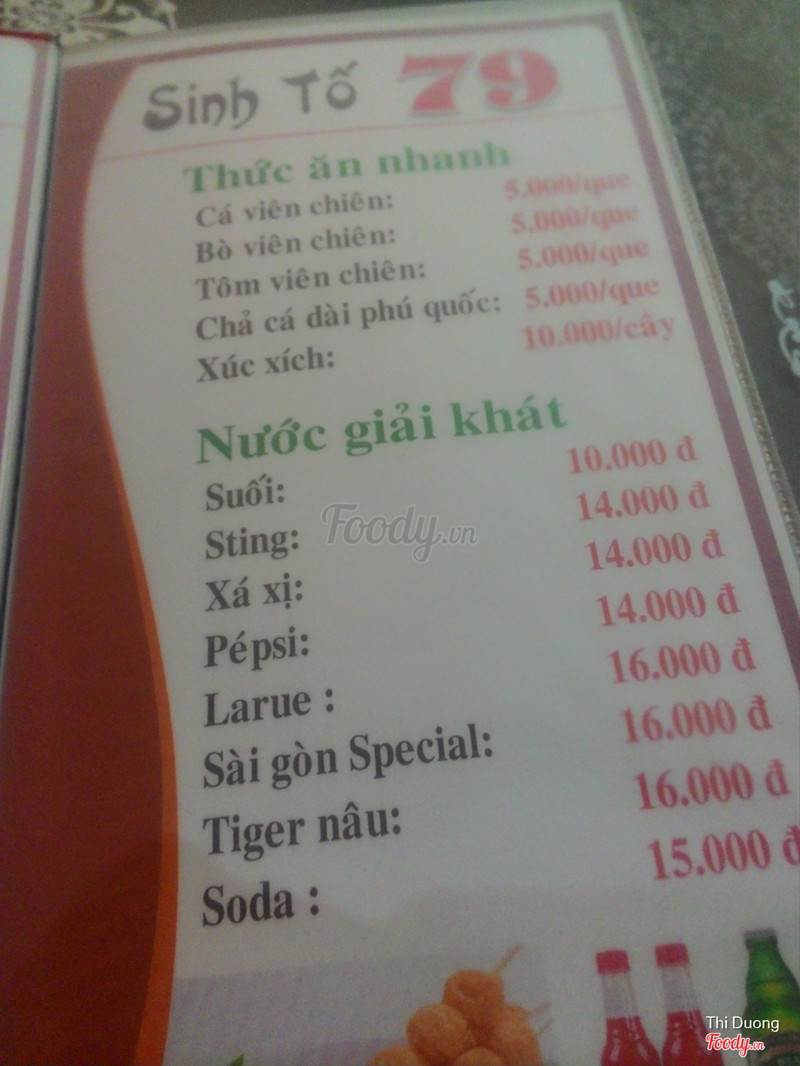 Sinh Tố 79
Thức ăn nhanh
Cá viên chiên: 5.000/que
Bò viên chiên: 5.000/que
Tôm viên chiên: 5.000/que
Chả cá dài phú quốc: 5.000/que
Xúc xích: 10.000/cây
Nước giải khát
Suối: 10.000 đ
Sting: 14.000 đ
Xá xị: 14.000 đ
Pépsi: 14.000 đ
Larue : 16.000 đ
Sài gòn Special: 16.000 đ
Tiger nâu: 16.000 đ
Soda : 15.000 đ
Foody.vn
Thi Duong
Foody.vn